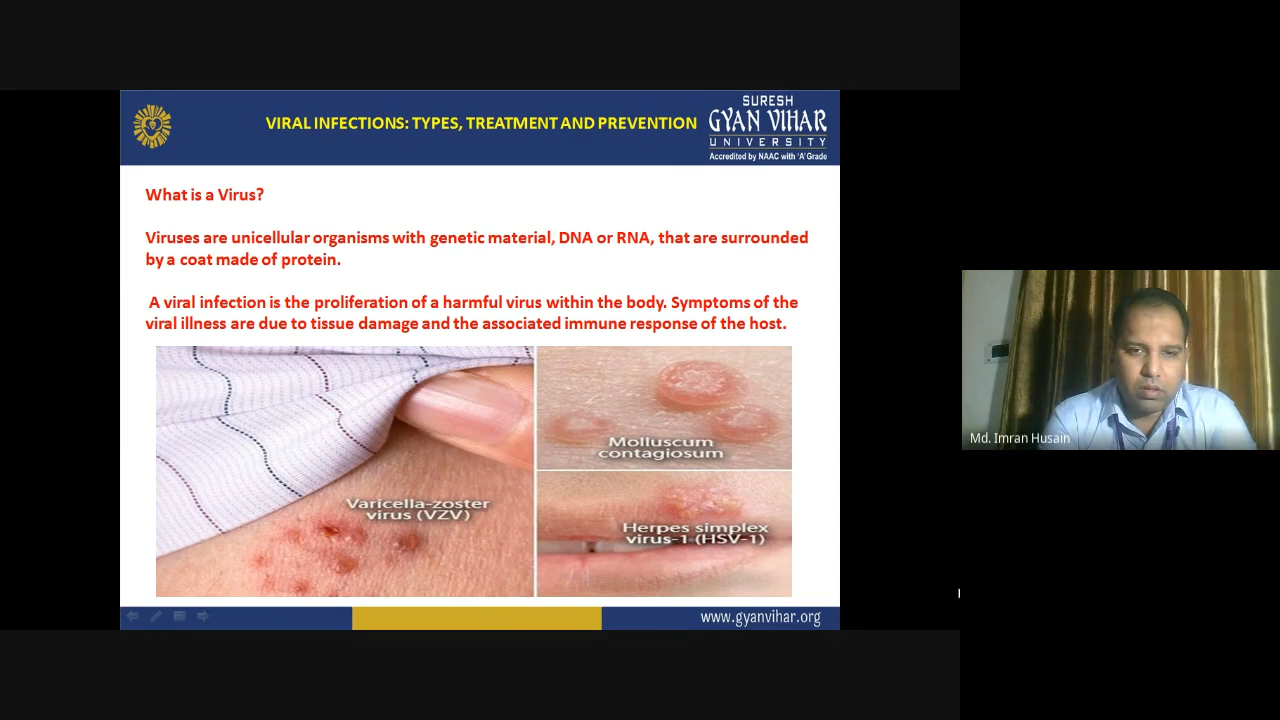 VIRAL INFECTIONS: TYPES, TREATMENT AND PREVENTION
SURESH
GYAN VIHAR
UNIVERSITY
Accredited by NAAC with 'A' Grade
What is a Virus?
Viruses are unicellular organisms with genetic material, DNA or RNA, that are surrounded
by a coat made of protein.
A viral infection is the proliferation of a harmful virus within the body. Symptoms of the
viral illness are due to tissue damage and the associated immune response of the host.
Varicella-zoster
virus (VZV)
Molluscum
contagiosum
Herpes simplex
virus-1 (HSV-1)
www.gyanvihar.org
Md. Imran Husain